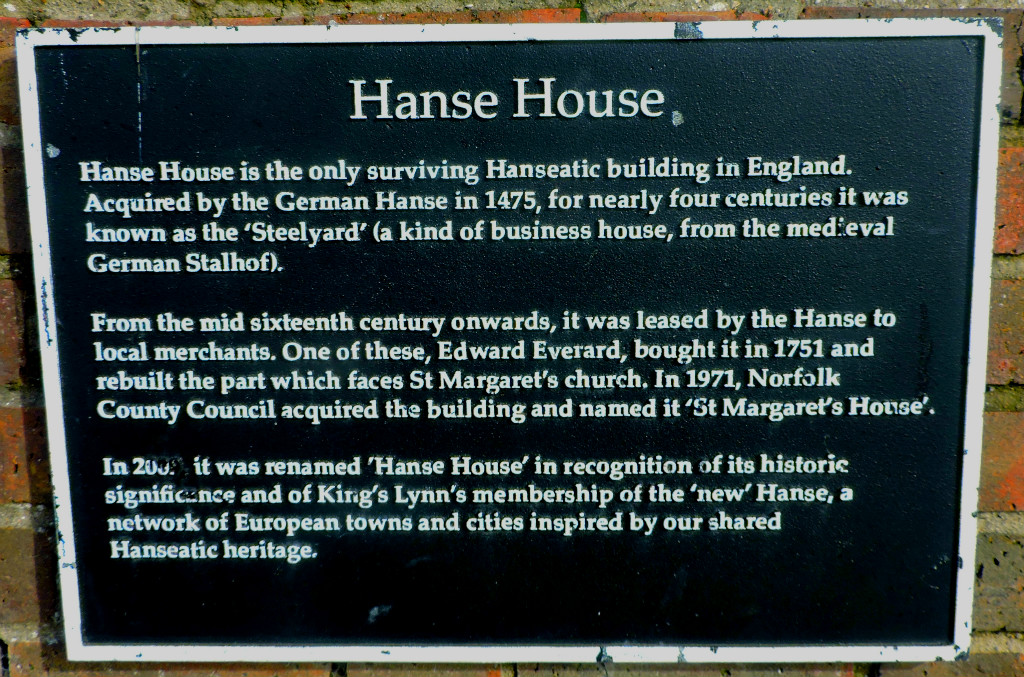 Hanse House
Hanse House is the only surviving Hanseatic building in England.
Acquired by the German Hanse in 1475, for nearly four centuries it was
known as the 'Steelyard' (a kind of business house, from the medieval
German Stalhof).
From the mid sixteenth century onwards, it was leased by the Hanse to
local merchants. One of these, Edward Everard, bought it in 1751 and
rebuilt the part which faces St Margaret's church. In 1971, Norfolk
County Council acquired the building and named it 'St Margaret's House'.
In it was renamed 'Hanse House' in recognition of its historic
significance and of King's Lynn's membership of the 'new' Hanse, a
network of European towns and cities inspired by our shared
Hanseatic heritage.